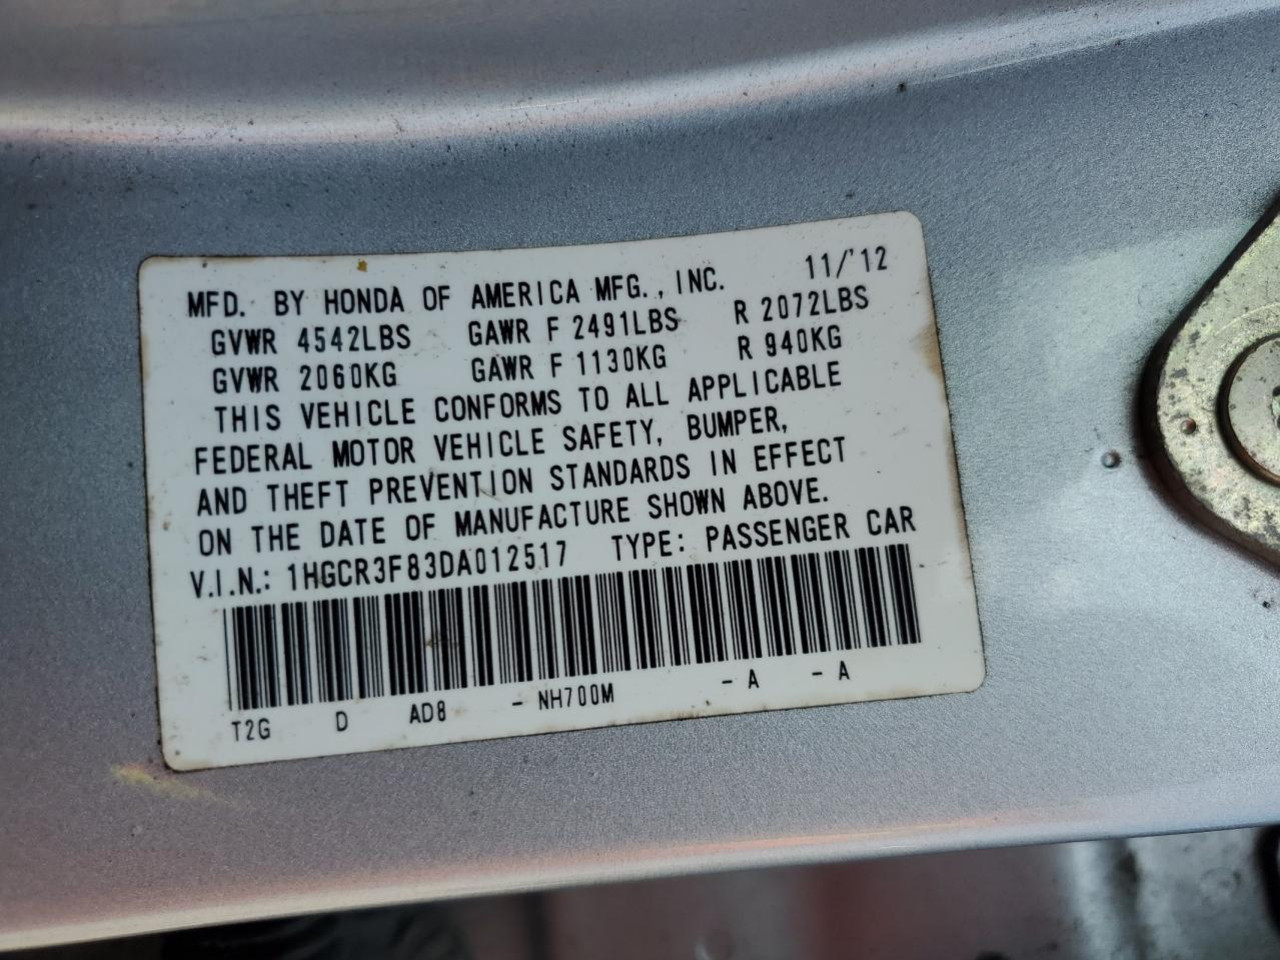 MFD. BY HONDA OF AMERICA MFG., INC. 11/'12
GVWR 4542LBS GAWR F 2491LBS R 2072LBS
GVWR 2060KG GAWR F 1130KG R 940KG
THIS VEHICLE CONFORMS TO ALL APPLICABLE
FEDERAL MOTOR VEHICLE SAFETY, BUMPER,
AND THEFT PREVENTION STANDARDS IN EFFECT
ON THE DATE OF MANUFACTURE SHOWN ABOVE.
V.I.N.: 1HGCR3F83DA012517 TYPE: PASSENGER CAR
T2G D AD8 - NH700M - A - A